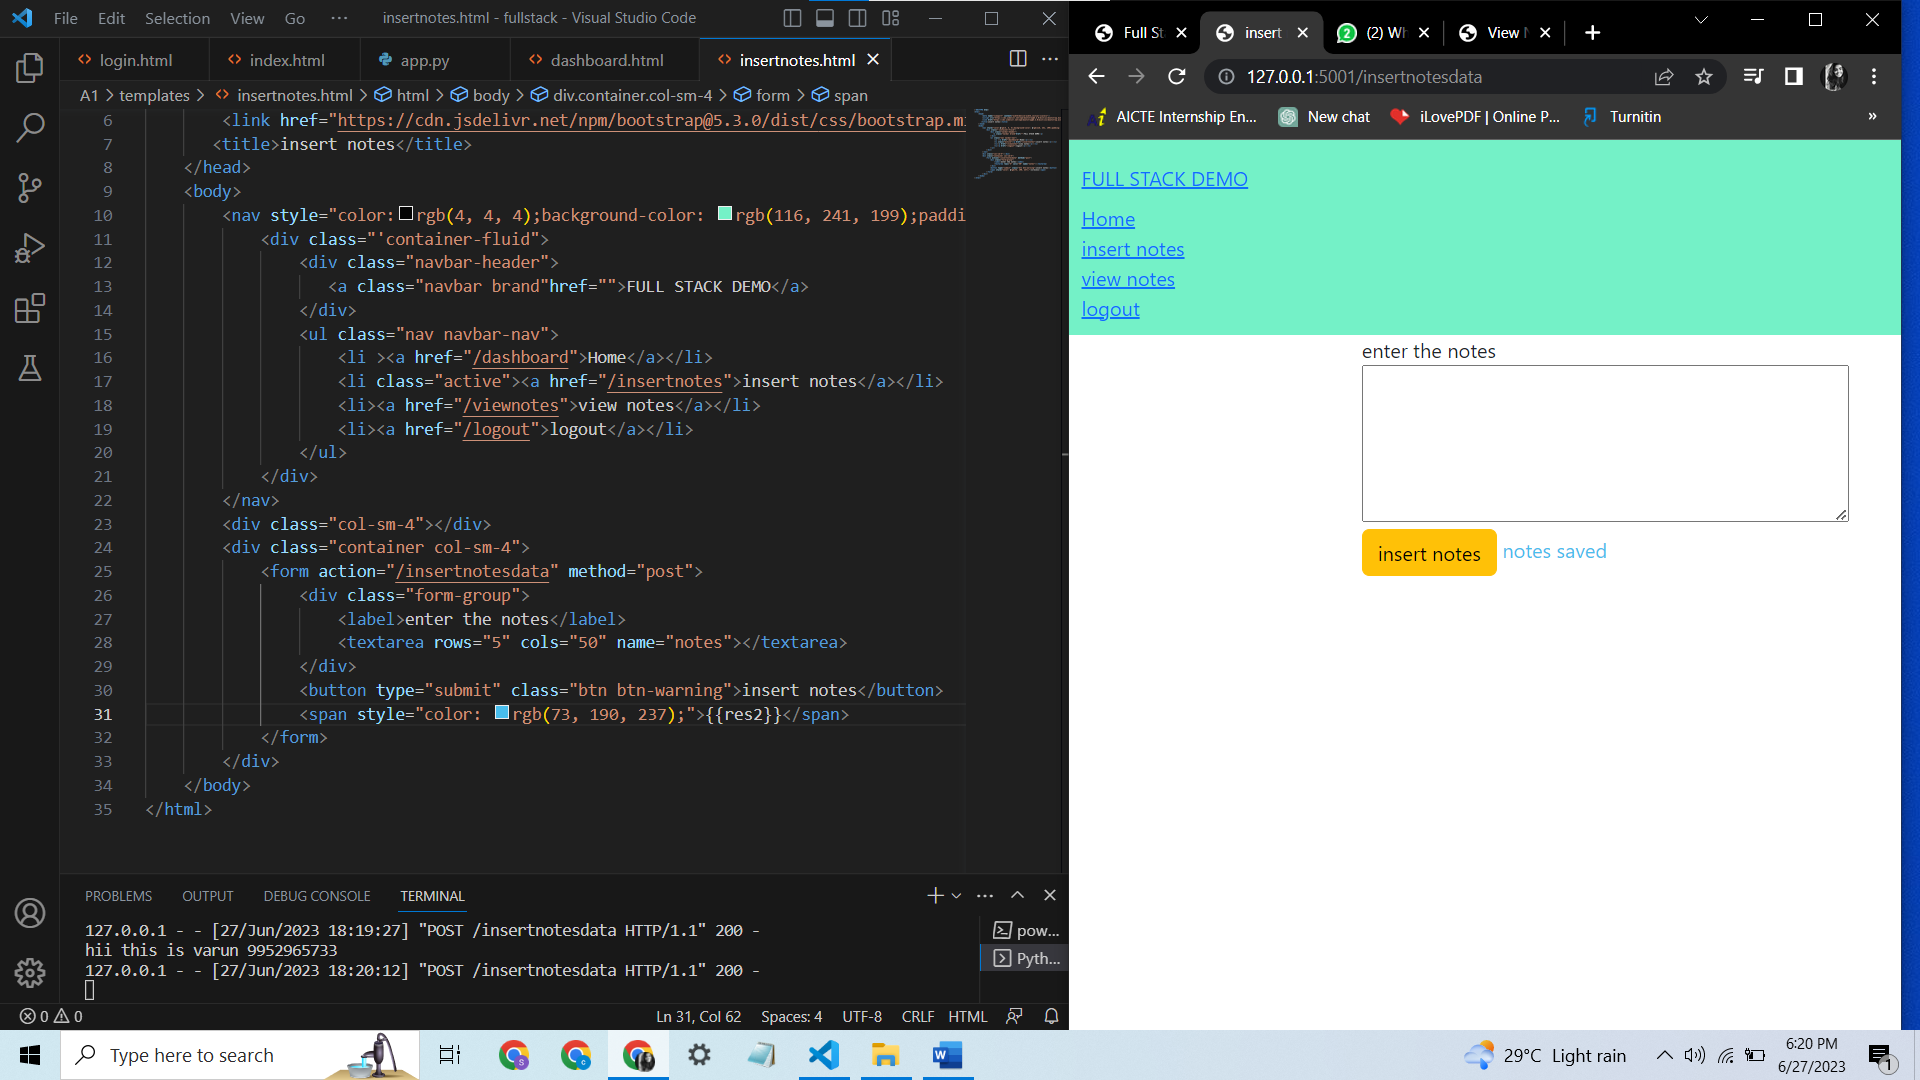 File Edit Selection View Go ··· insertnotes.html - fullstack - Visual Studio Code
login.html index.html app.py dashboard.html insertnotes.html
A1 > templates > insertnotes.html > html > body > div.container.col-sm-4 > form > span
6 <link href="https://cdn.jsdelivr.net/npm/bootstrap@5.3.0/dist/css/bootstrap.mi
7 <title>insert notes</title>
8 </head>
9 <body>
10 <nav style="color: rgb(4, 4, 4);background-color: rgb(116, 241, 199);paddi
11 <div class="'container-fluid">
12 <div class="navbar-header">
13 <a class="navbar brand"href="">FULL STACK DEMO</a>
14 </div>
15 <ul class="nav navbar-nav">
16 <li ><a href="/dashboard">Home</a></li>
17 <li class="active"><a href="/insertnotes">insert notes</a></li>
18 <li><a href="/viewnotes">view notes</a></li>
19 <li><a href="/logout">logout</a></li>
20 </ul>
21 </div>
22 </nav>
23 <div class="col-sm-4"></div>
24 <div class="container col-sm-4">
25 <form action="/insertnotesdata" method="post">
26 <div class="form-group">
27 <label>enter the notes</label>
28 <textarea rows="5" cols="50" name="notes"></textarea>
29 </div>
30 <button type="submit" class="btn btn-warning">insert notes</button>
31 <span style="color: rgb(73, 190, 237);">{{res2}}</span>
32 </form>
33 </div>
34 </body>
35 </html>
PROBLEMS OUTPUT DEBUG CONSOLE TERMINAL
127.0.0.1 - - [27/Jun/2023 18:19:27] "POST /insertnotesdata HTTP/1.1" 200 -
hii this is varun 9952965733
127.0.0.1 - - [27/Jun/2023 18:20:12] "POST /insertnotesdata HTTP/1.1" 200 -
pow...
Pyth...
0 0 Ln 31, Col 62 Spaces: 4 UTF-8 CRLF HTML
Full St insert (2) Wh View N
127.0.0.1:5001/insertnotesdata
AICTE Internship En... New chat iLovePDF | Online P... Turnitin »
FULL STACK DEMO
Home
insert notes
view notes
logout
enter the notes
insert notes notes saved
Type here to search
29°C Light rain
6:20 PM
6/27/2023
1